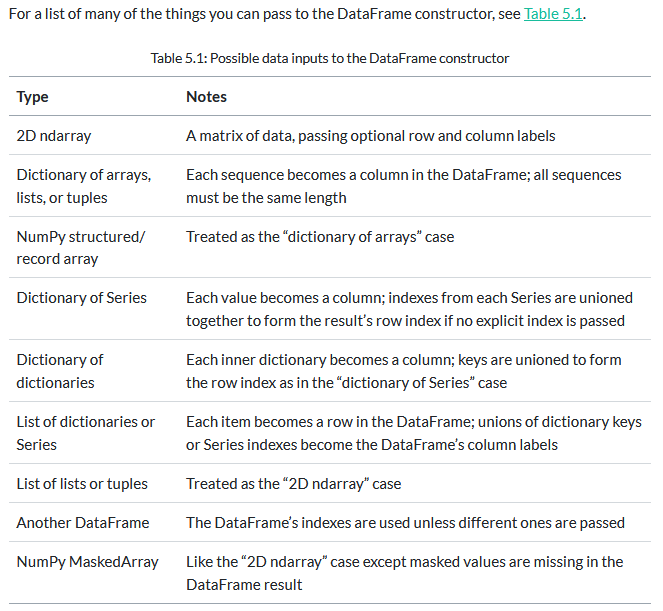 For a list of many of the things you can pass to the DataFrame constructor, see Table 5.1.
Table 5.1: Possible data inputs to the DataFrame constructor
Type Notes
2D ndarray A matrix of data, passing optional row and column labels
Dictionary of arrays, Each sequence becomes a column in the DataFrame; all sequences
lists, or tuples must be the same length
NumPy structured/ Treated as the “dictionary of arrays” case
record array
Dictionary of Series Each value becomes a column; indexes from each Series are unioned
together to form the result’s row index if no explicit index is passed
Dictionary of Each inner dictionary becomes a column; keys are unioned to form
dictionaries the row index as in the “dictionary of Series” case
List of dictionaries or Each item becomes a row in the DataFrame; unions of dictionary keys
Series or Series indexes become the DataFrame’s column labels
List of lists or tuples Treated as the “2D ndarray” case
Another DataFrame The DataFrame’s indexes are used unless different ones are passed
NumPy MaskedArray Like the “2D ndarray” case except masked values are missing in the
DataFrame result